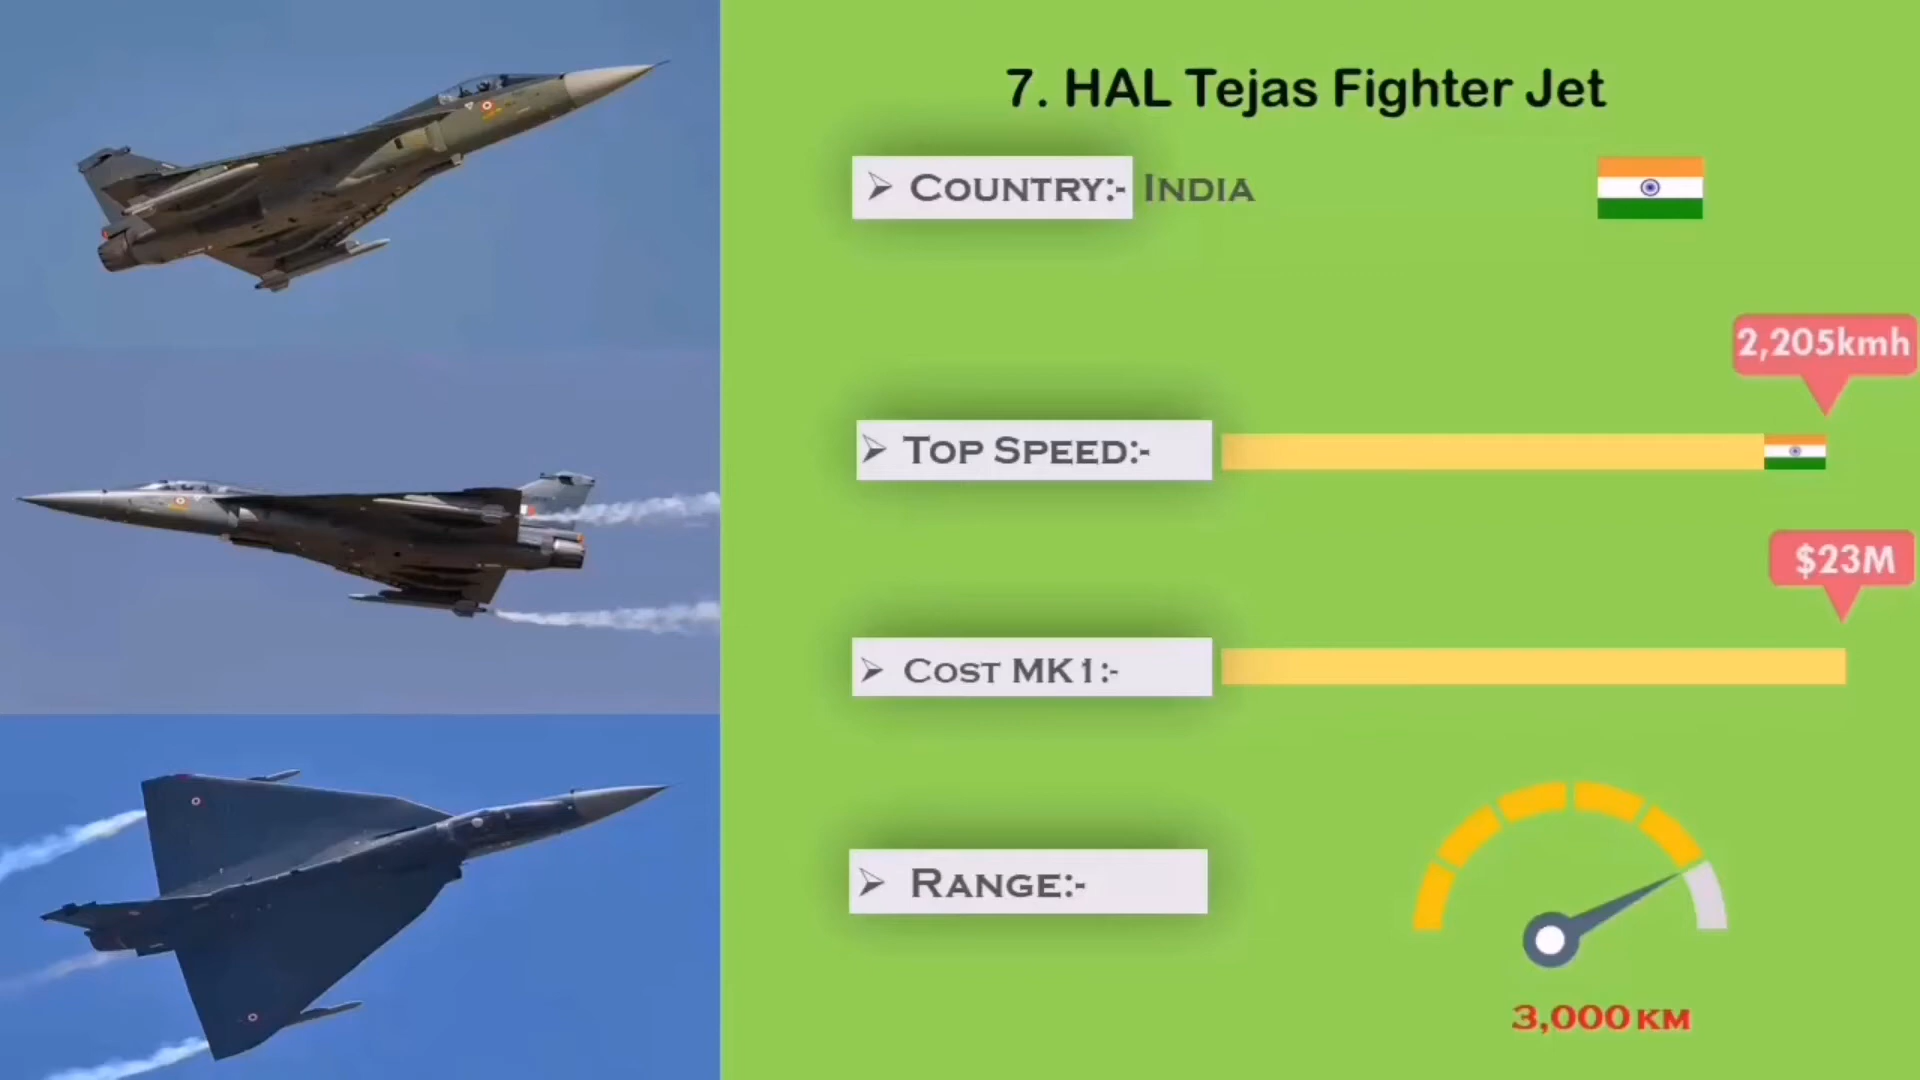 7. HAL Tejas Fighter Jet
➢ COUNTRY:- INDIA
2,205kmh
➢ TOP SPEED:-
$23M
➢ COST MK1:-
➢ RANGE:-
3,000 KM